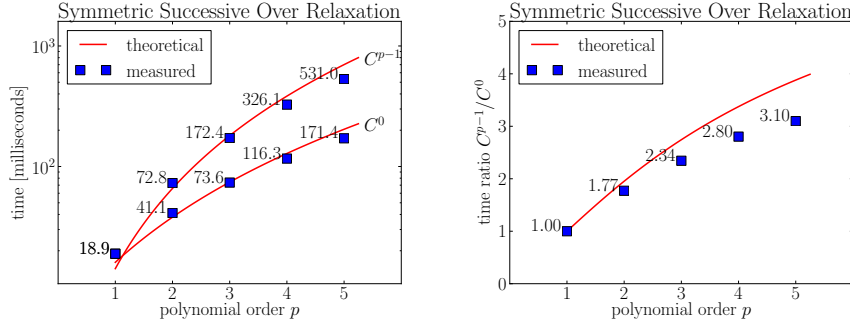 Symmetric Successive Over Relaxation
theoretical
measured
10^3
10^2
time [milliseconds]
C^{p−1}
C^0
531.0
326.1
172.4
171.4
116.3
72.8
73.6
41.1
18.9
1 2 3 4 5
polynomial order p
Symmetric Successive Over Relaxation
theoretical
measured
5
4
3
2
1
0
time ratio C^{p−1}/C^0
3.10
2.80
2.34
1.77
1.00
1 2 3 4 5
polynomial order p